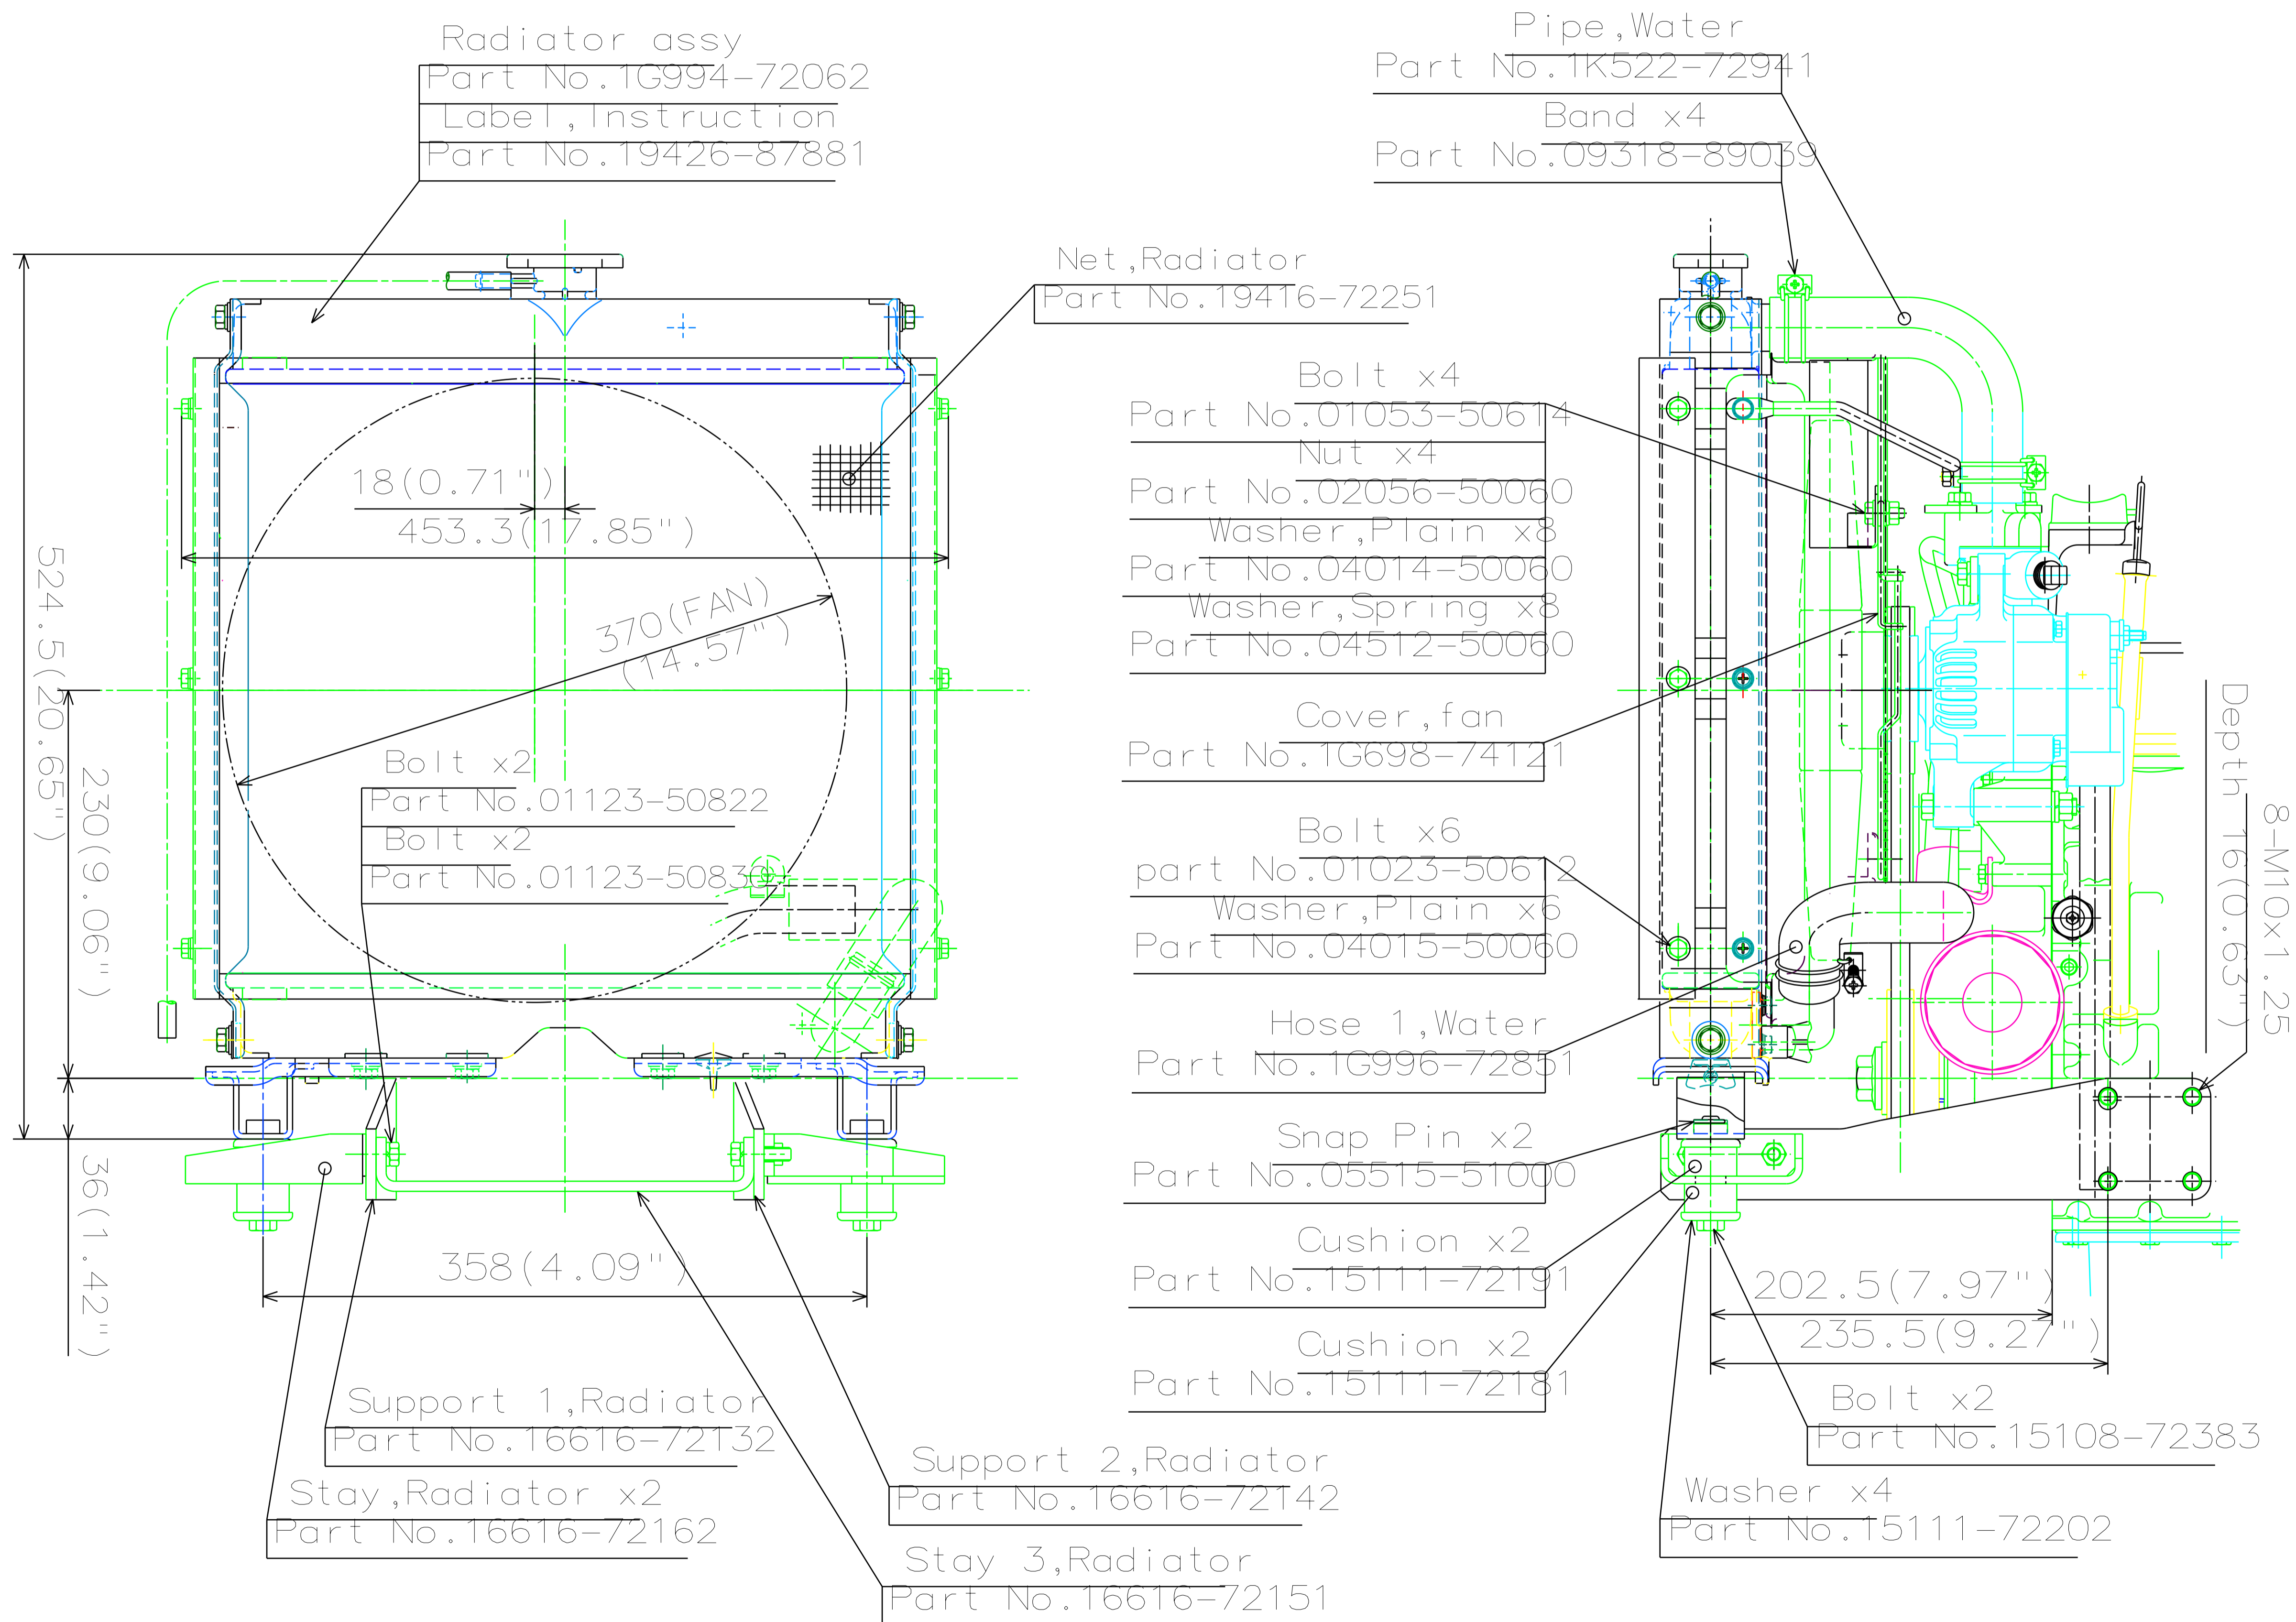 Radiator assy
Part No.1G994-72062
Label,Instruction
Part No.19426-87881
Pipe,Water
Part No.1K522-72941
Band x4
Part No.09318-89039
Net,Radiator
Part No.19416-72251
Bolt x4
Part No.01053-50614
Nut x4
Part No.02056-50060
Washer,Plain x8
Part No.04014-50060
Washer,Spring x8
Part No.04512-50060
18(0.71")
453.3(17.85")
370(FAN)
(14.57")
524.5(20.65")
230(9.06")
36(1.42")
Bolt x2
Part No.01123-50822
Bolt x2
Part No.01123-50830
Cover,fan
Part No.1G698-74121
Bolt x6
part No.01023-50612
Washer,Plain x6
Part No.04015-50060
Hose 1,Water
Part No.1G996-72851
Snap Pin x2
Part No.05515-51000
Cushion x2
Part No.15111-72191
Cushion x2
Part No.15111-72181
8-M10x1.25
Depth 16(0.63")
358(4.09")
202.5(7.97")
235.5(9.27")
Support 1,Radiator
Part No.16616-72132
Stay,Radiator x2
Part No.16616-72162
Support 2,Radiator
Part No.16616-72142
Stay 3,Radiator
Part No.16616-72151
Bolt x2
Part No.15108-72383
Washer x4
Part No.15111-72202